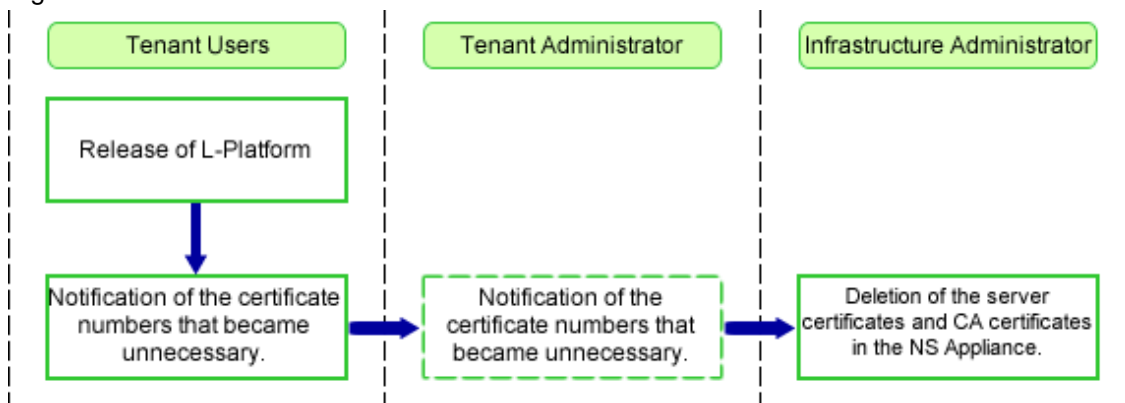 Tenant Users
Tenant Administrator
Infrastructure Administrator
Release of L-Platform
Notification of the certificate
numbers that became
unnecessary.
Notification of the
certificate numbers that
became unnecessary.
Deletion of the server
certificates and CA certificates
in the NS Appliance.